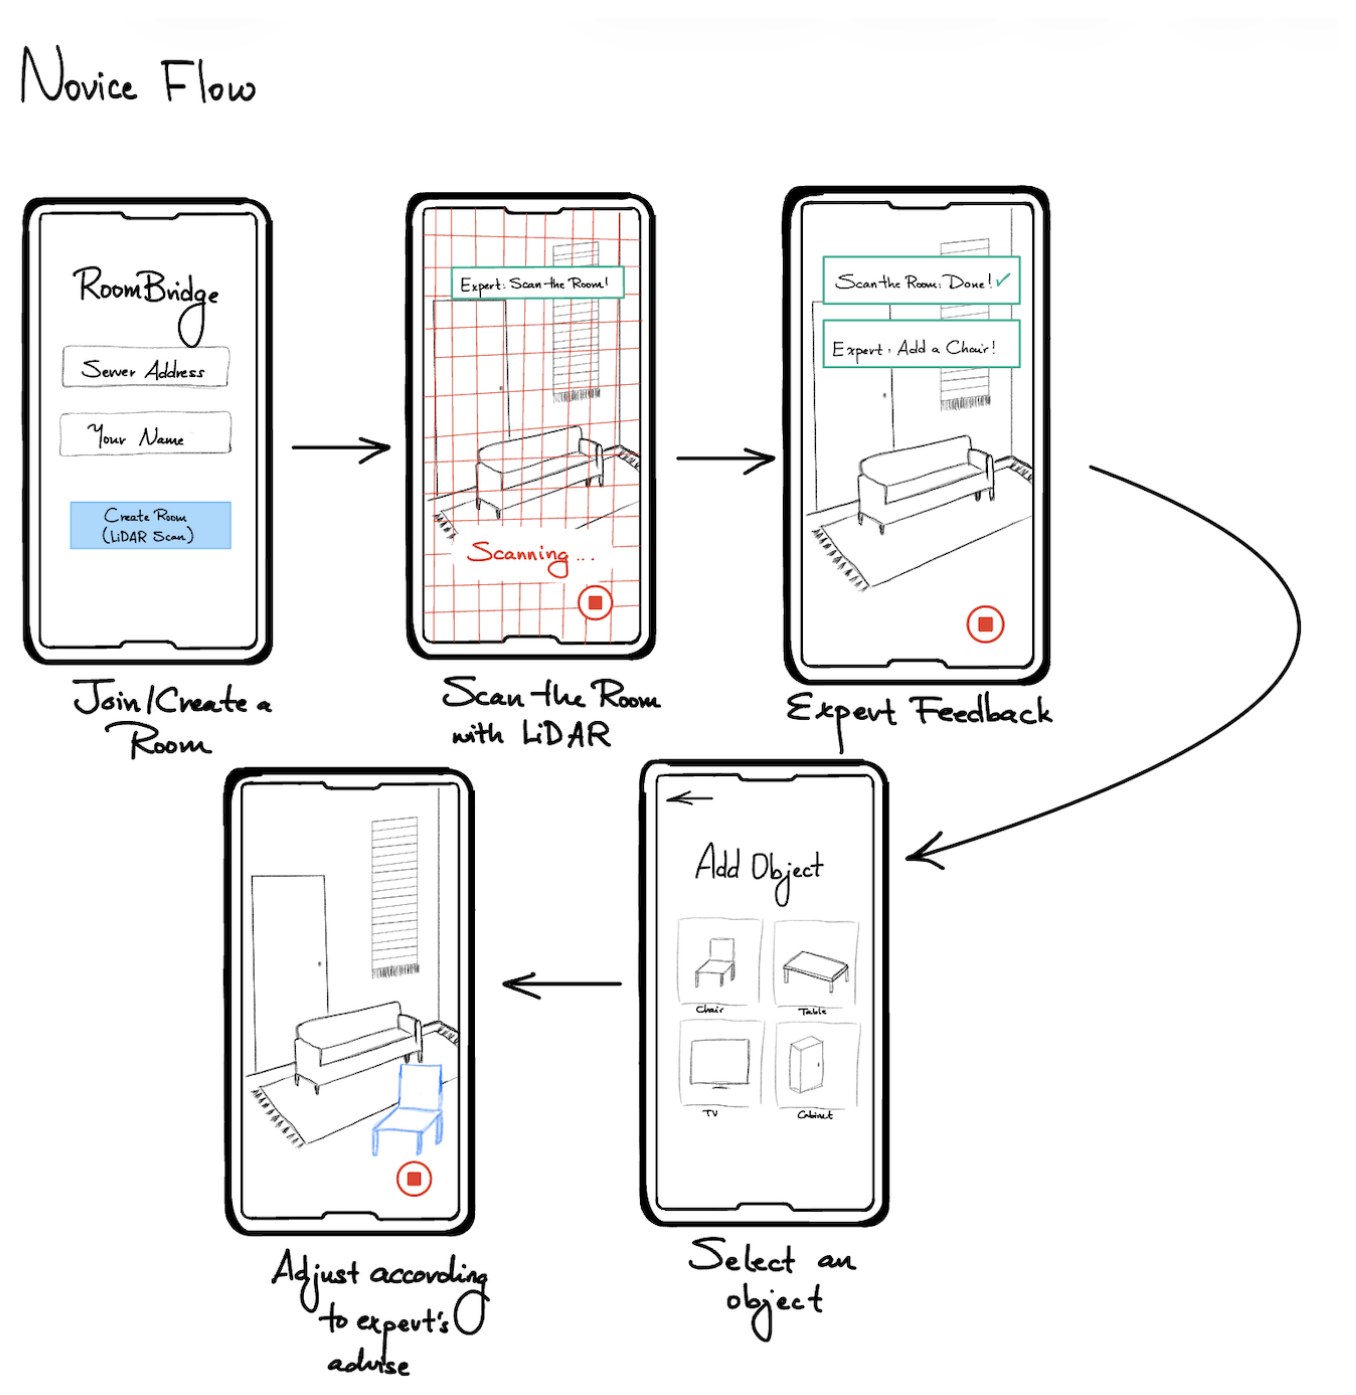 Novice Flow
RoomBridge
Server Address
Your Name
Create Room
(LiDAR Scan)
Join/Create a
Room
Expert: Scan the Room!
Scanning...
Scan the Room
with LiDAR
Scan the Room: Done! ✓
Expert: Add a Chair!
Expert Feedback
Add Object
Chair
Table
TV
Cabinet
Select an
object
Adjust according
to expert's
advise